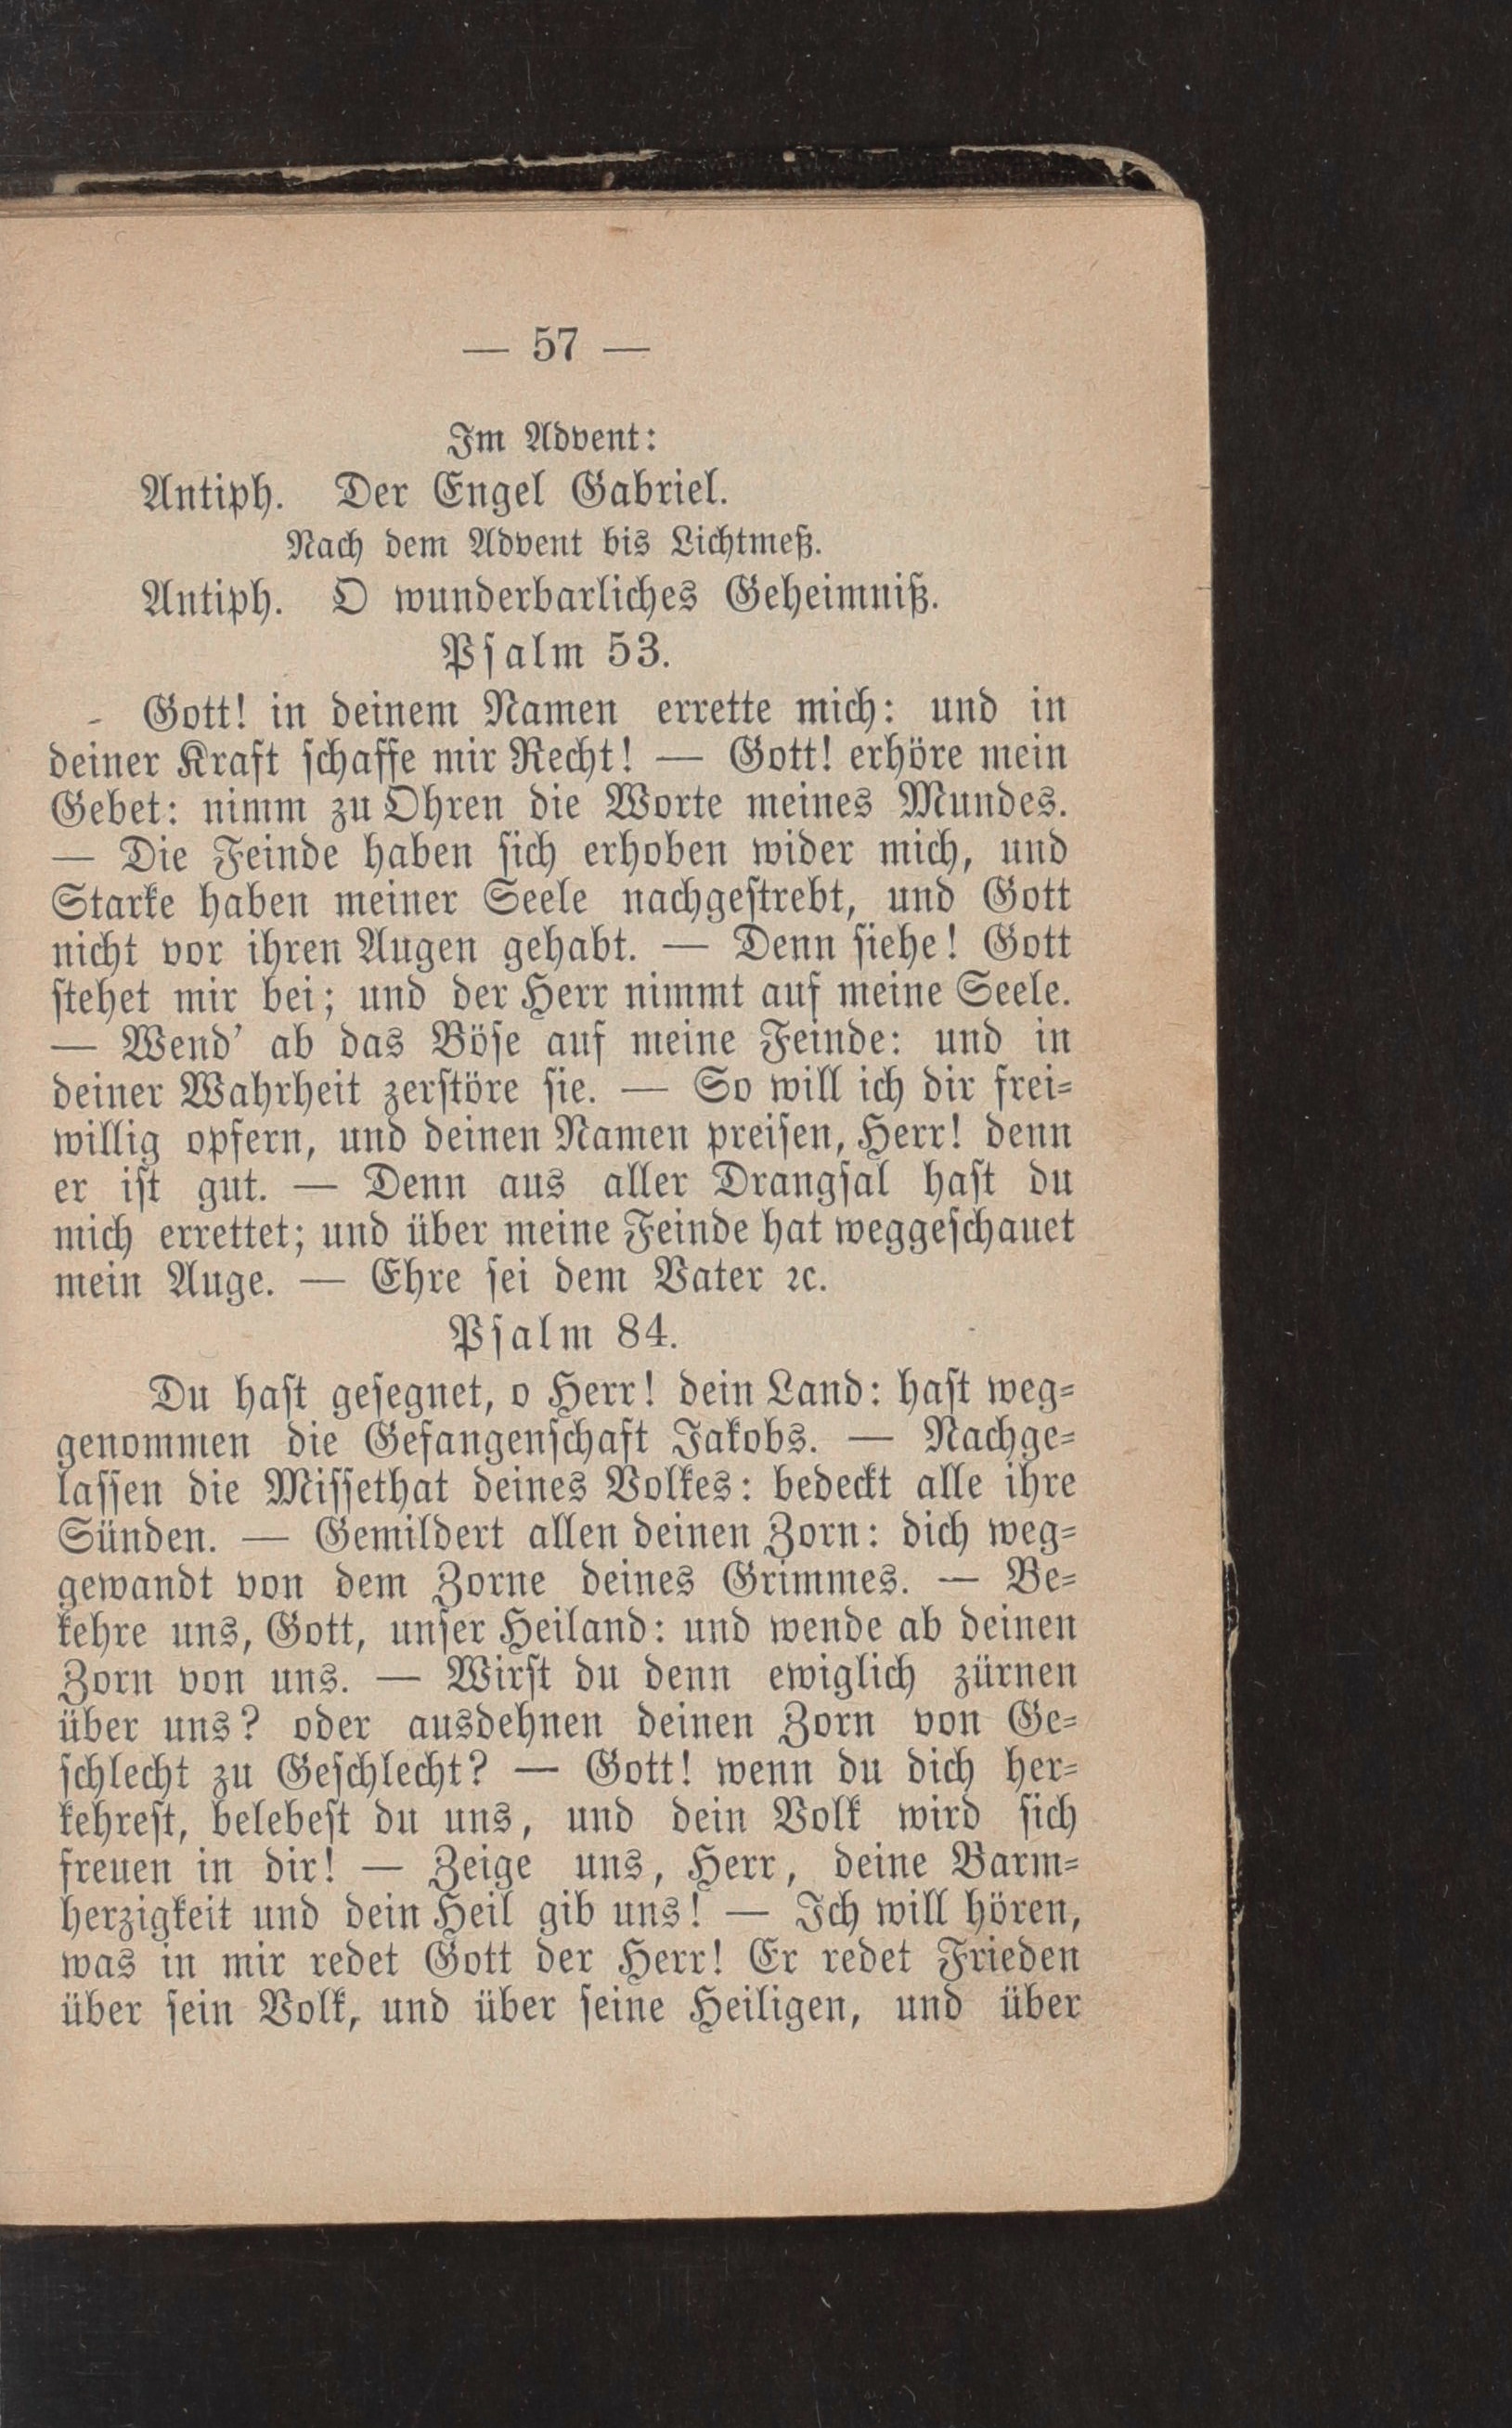 — 57 —
Im Advent:
Antiph. Der Engel Gabriel.
Nach dem Advent bis Lichtmeß.
Antiph. O wunderbarliches Geheimniß.
Psalm 53.
Gott! in deinem Namen errette mich: und in
deiner Kraft schaffe mir Recht! — Gott! erhöre mein
Gebet: nimm zu Ohren die Worte meines Mundes.
— Die Feinde haben sich erhoben wider mich, und
Starke haben meiner Seele nachgestrebt, und Gott
nicht vor ihren Augen gehabt. — Denn siehe! Gott
stehet mir bei; und der Herr nimmt auf meine Seele.
— Wend' ab das Böse auf meine Feinde: und in
deiner Wahrheit zerstöre sie. — So will ich dir frei-
willig opfern, und deinen Namen preisen, Herr! denn
er ist gut. — Denn aus aller Drangsal hast du
mich errettet; und über meine Feinde hat weggeschauet
mein Auge. — Ehre sei dem Vater ꝛc.
Psalm 84.
Du hast gesegnet, o Herr! dein Land: hast weg-
genommen die Gefangenschaft Jakobs. — Nachge-
lassen die Missethat deines Volkes: bedeckt alle ihre
Sünden. — Gemildert allen deinen Zorn: dich weg-
gewandt von dem Zorne deines Grimmes. — Be-
kehre uns, Gott, unser Heiland: und wende ab deinen
Zorn von uns. — Wirst du denn ewiglich zürnen
über uns? oder ausdehnen deinen Zorn von Ge-
schlecht zu Geschlecht? — Gott! wenn du dich her-
kehrest, belebest du uns, und dein Volk wird sich
freuen in dir! — Zeige uns, Herr, deine Barm-
herzigkeit und dein Heil gib uns! — Ich will hören,
was in mir redet Gott der Herr! Er redet Frieden
über sein Volk, und über seine Heiligen, und über